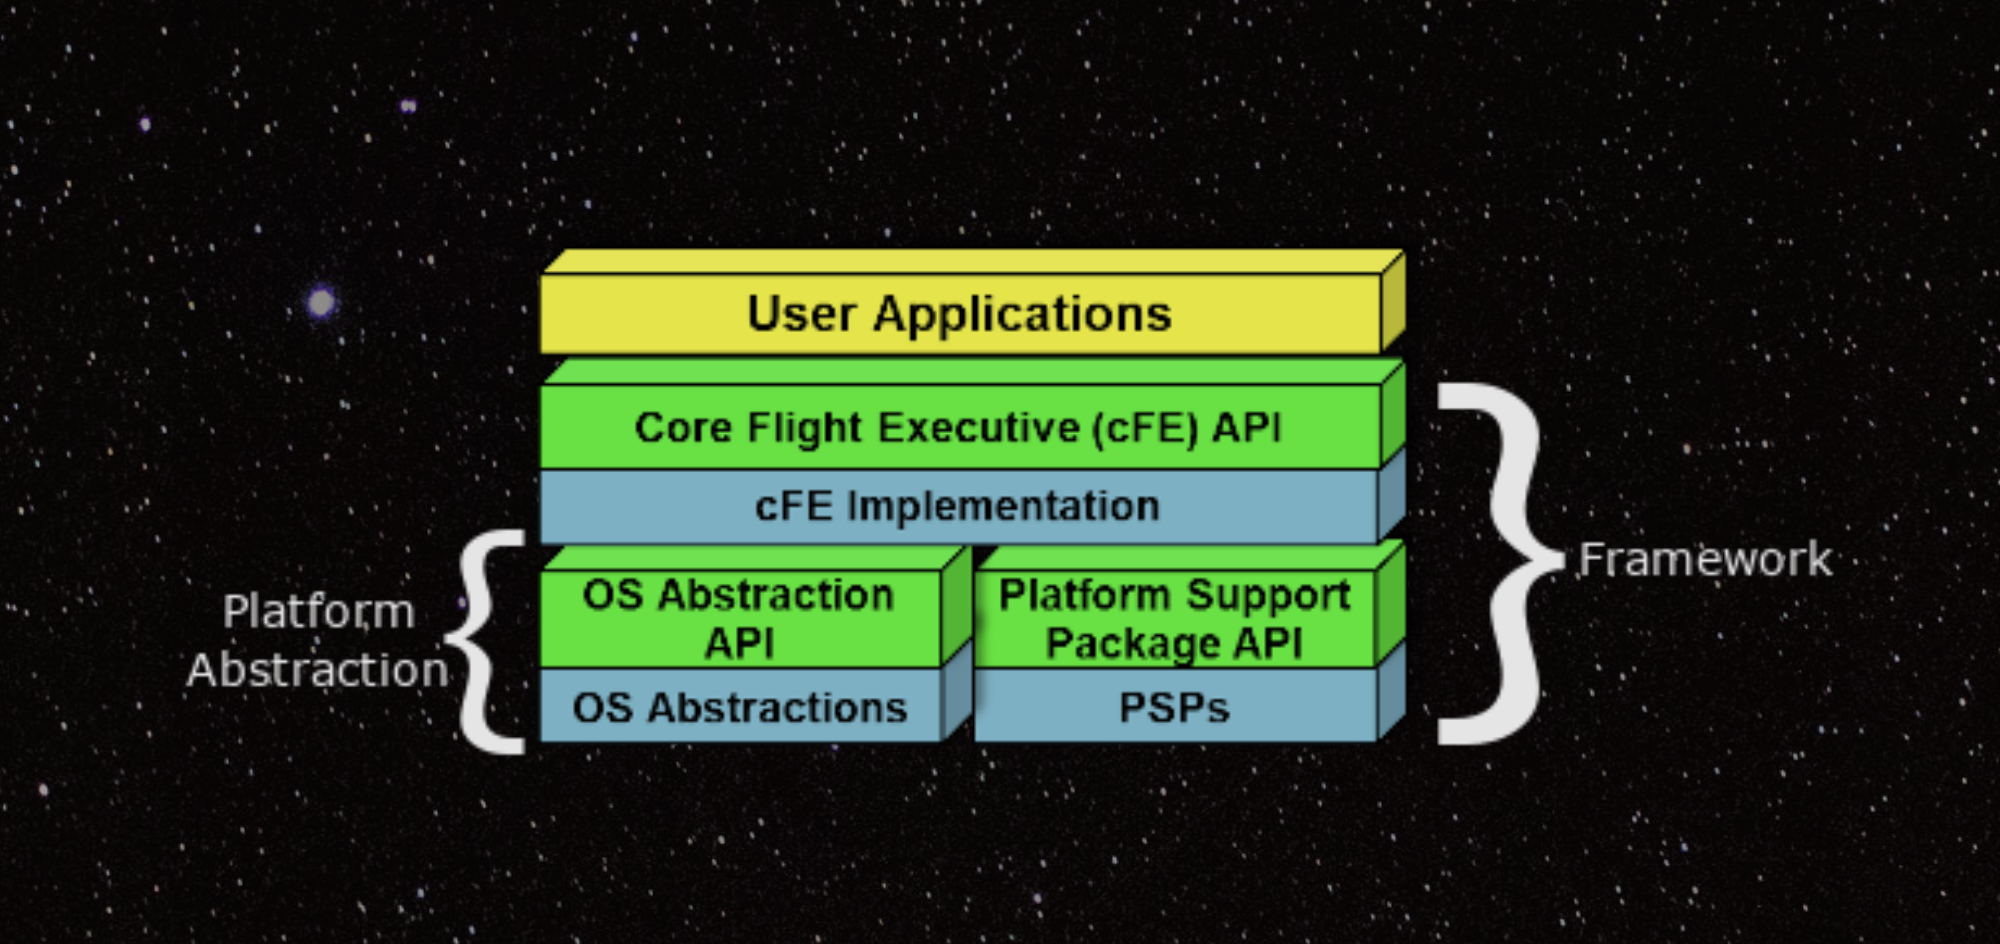 User Applications
Core Flight Executive (cFE) API
cFE Implementation
Platform
Abstraction
OS Abstraction
API
OS Abstractions
Platform Support
Package API
PSPs
Framework